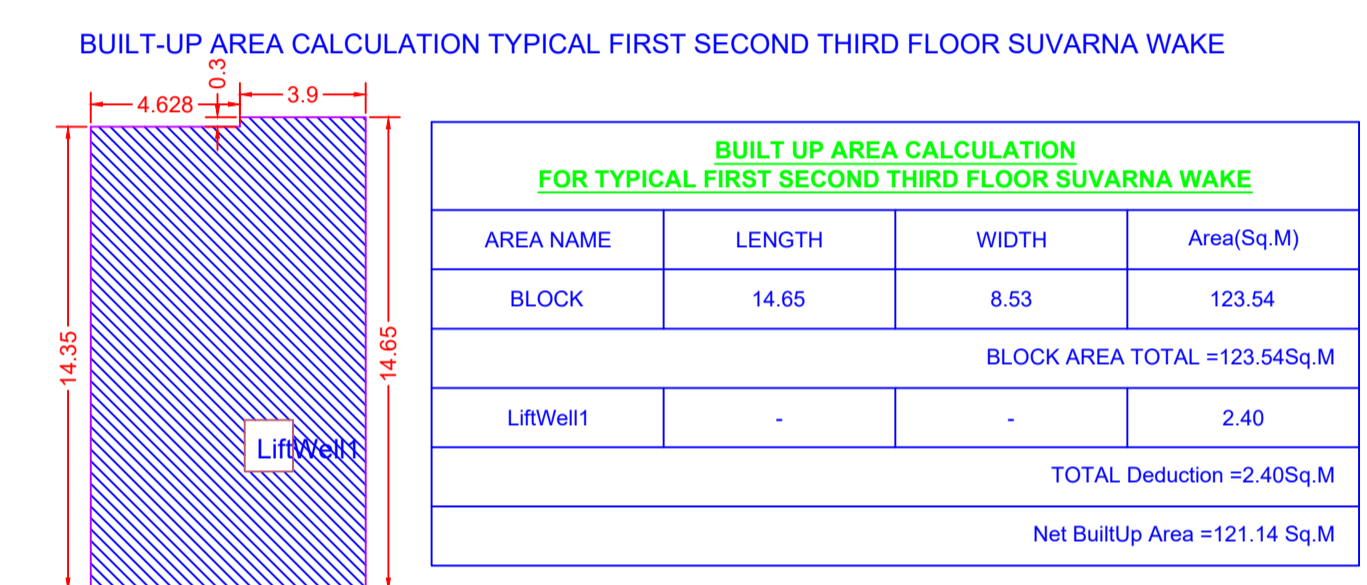 BUILT-UP AREA CALCULATION TYPICAL FIRST SECOND THIRD FLOOR SUVARNA WAKE
0.3
4.628
3.9
14.35
14.65
LiftWell1
BUILT UP AREA CALCULATION
FOR TYPICAL FIRST SECOND THIRD FLOOR SUVARNA WAKE
AREA NAME LENGTH WIDTH Area(Sq.M)
BLOCK 14.65 8.53 123.54
BLOCK AREA TOTAL =123.54Sq.M
LiftWell1 - - 2.40
TOTAL Deduction =2.40Sq.M
Net BuiltUp Area =121.14 Sq.M